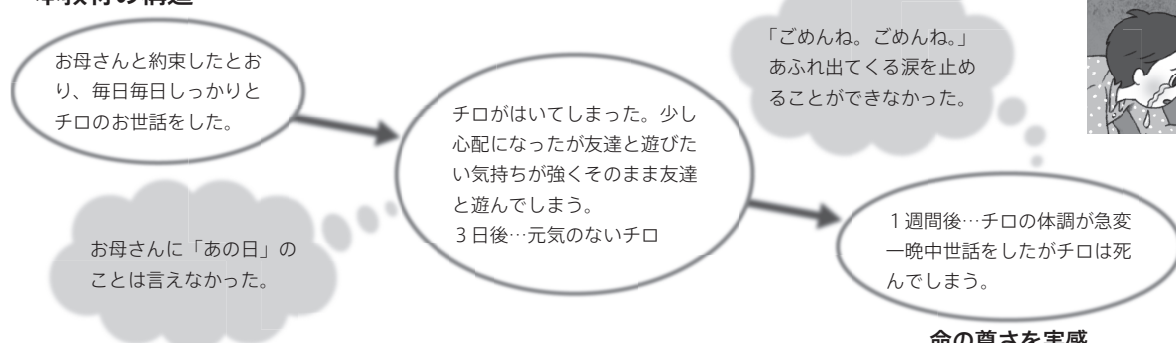 本教材の構造
お母さんと約束したとお
り、毎日毎日しっかりと
チロのお世話をした。
お母さんに「あの日」の
ことは言えなかった。
チロがはいてしまった。少し
心配になったが友達と遊びた
い気持ちが強くそのまま友達
と遊んでしまう。
３日後…元気のないチロ
「ごめんね。ごめんね。」
あふれ出てくる涙を止め
ることができなかった。
１週間後…チロの体調が急変
一晩中世話をしたがチロは死
んでしまう。
命の尊さを実感